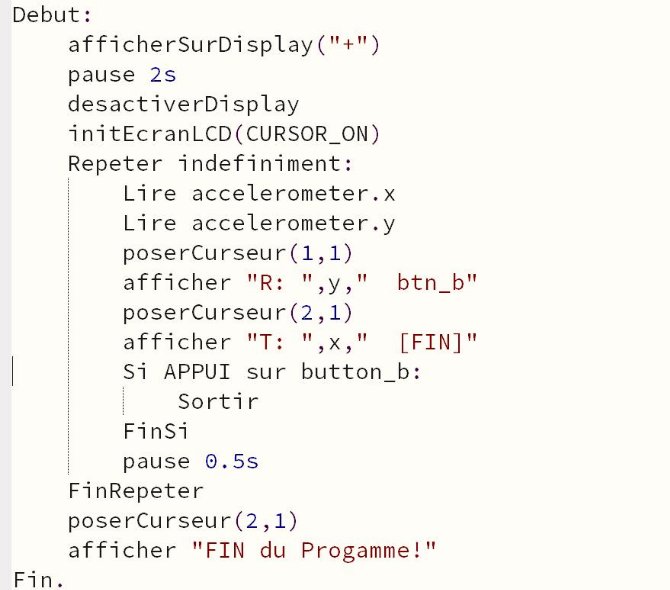 Debut:
afficherSurDisplay("+")
pause 2s
desactiverDisplay
initEcranLCD(CURSOR_ON)
Repeter indefiniment:
Lire accelerometer.x
Lire accelerometer.y
poserCurseur(1,1)
afficher "R: ",y,"  btn_b"
poserCurseur(2,1)
afficher "T: ",x,"  [FIN]"
Si APPUI sur button_b:
Sortir
FinSi
pause 0.5s
FinRepeter
poserCurseur(2,1)
afficher "FIN du Progamme!"
Fin.